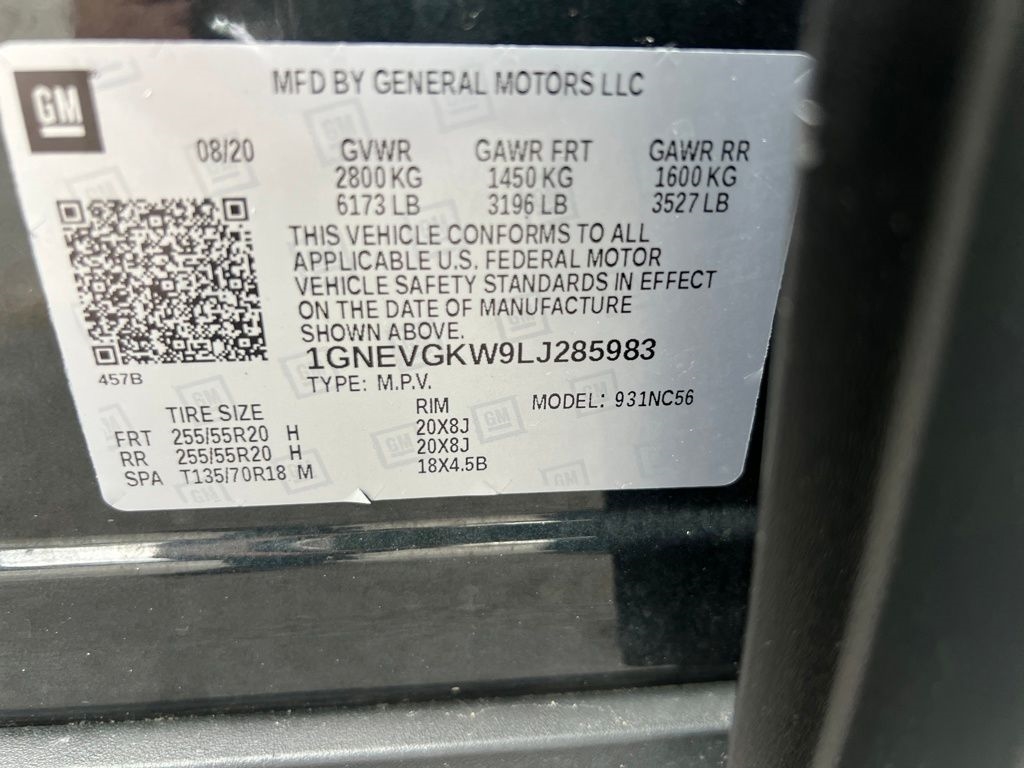 GM
MFD BY GENERAL MOTORS LLC
08/20 GVWR GAWR FRT GAWR RR
2800 KG 1450 KG 1600 KG
6173 LB 3196 LB 3527 LB
THIS VEHICLE CONFORMS TO ALL
APPLICABLE U.S. FEDERAL MOTOR
VEHICLE SAFETY STANDARDS IN EFFECT
ON THE DATE OF MANUFACTURE
SHOWN ABOVE.
1GNEVGKW9LJ285983
457B
TYPE: M.P.V.
TIRE SIZE RIM MODEL: 931NC56
FRT 255/55R20 H 20X8J
RR 255/55R20 H 20X8J
SPA T135/70R18 M 18X4.5B